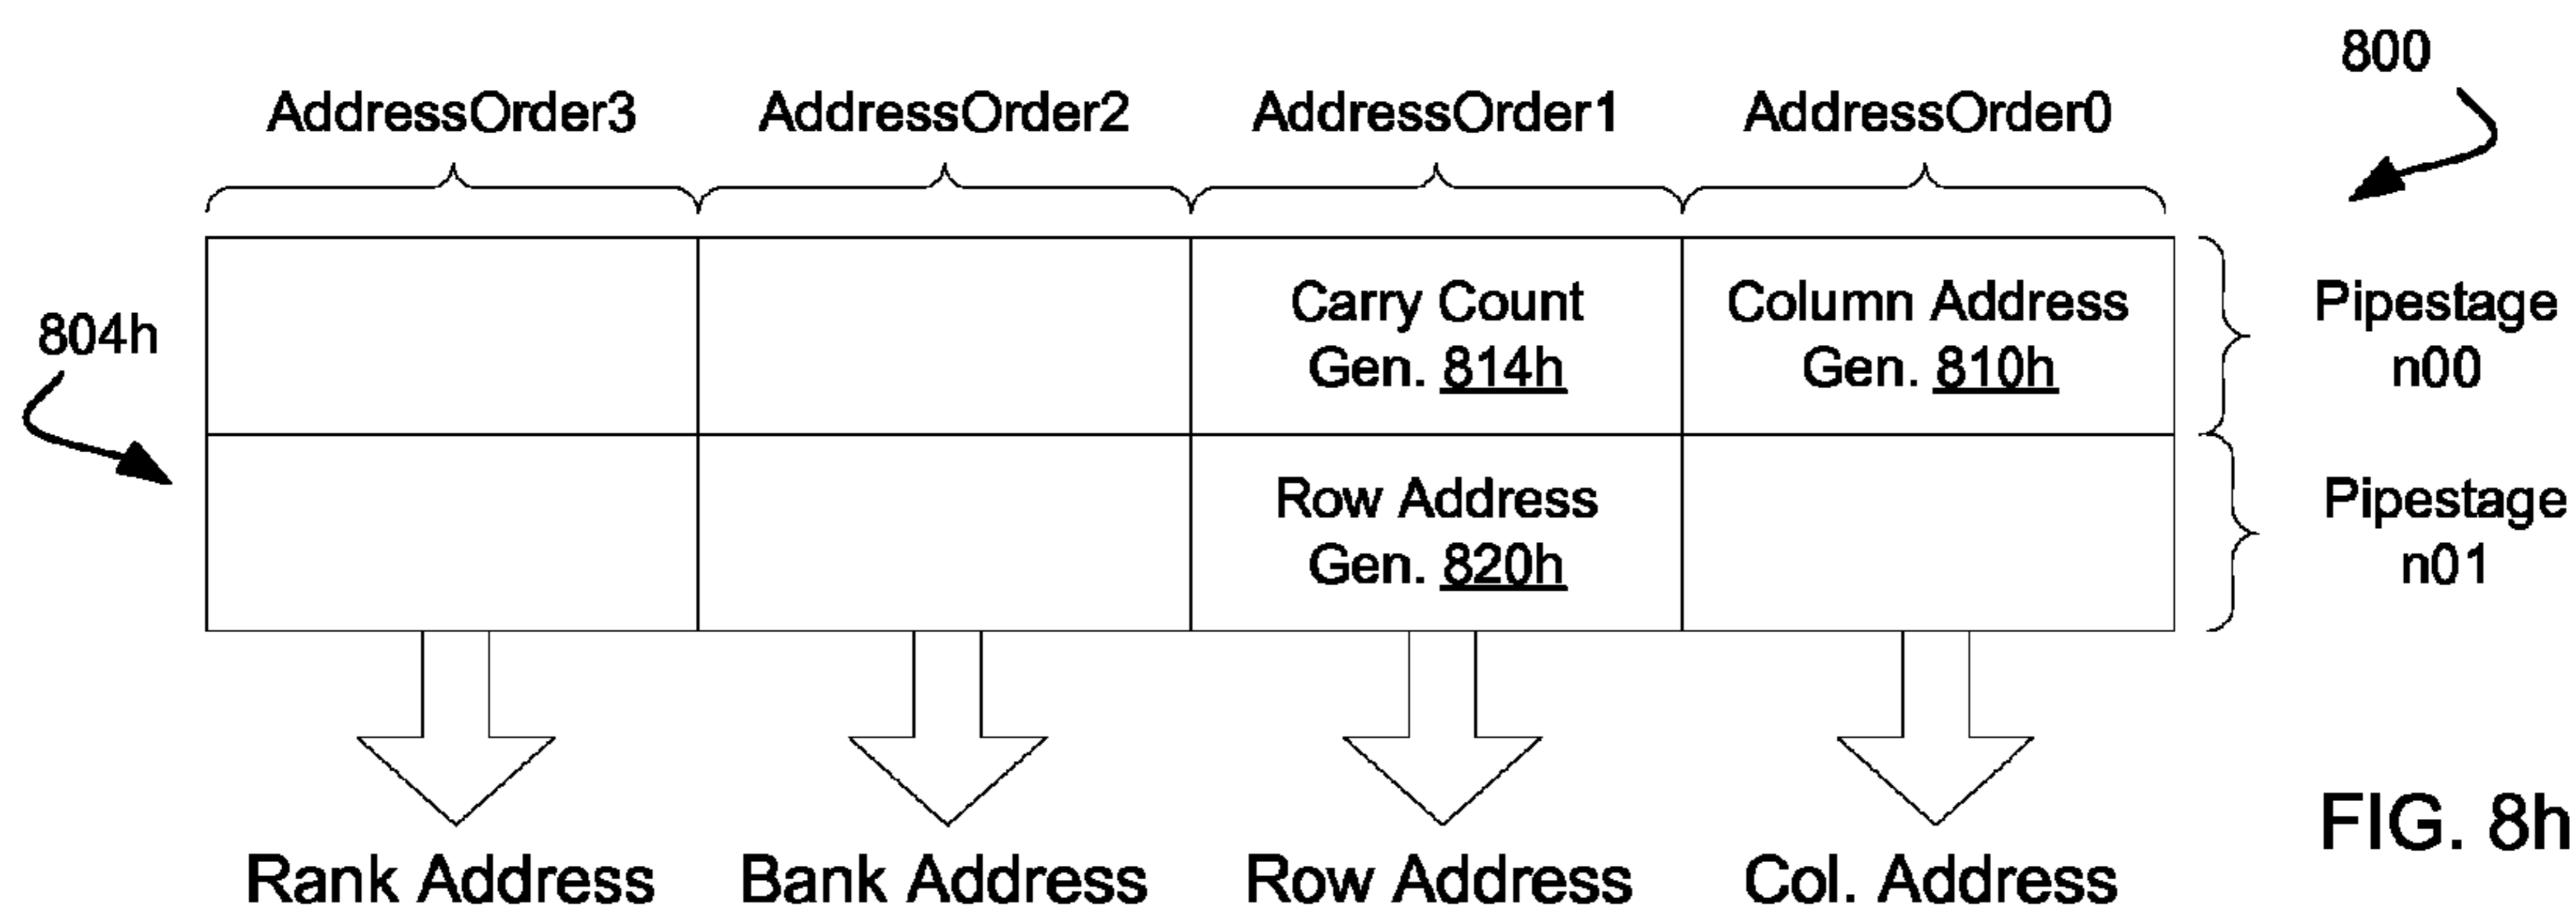 800
AddressOrder3 AddressOrder2 AddressOrder1 AddressOrder0
804h
Carry Count
Gen. 814h
Column Address
Gen. 810h
Pipestage
n00
Row Address
Gen. 820h
Pipestage
n01
Rank Address Bank Address Row Address Col. Address
FIG. 8h